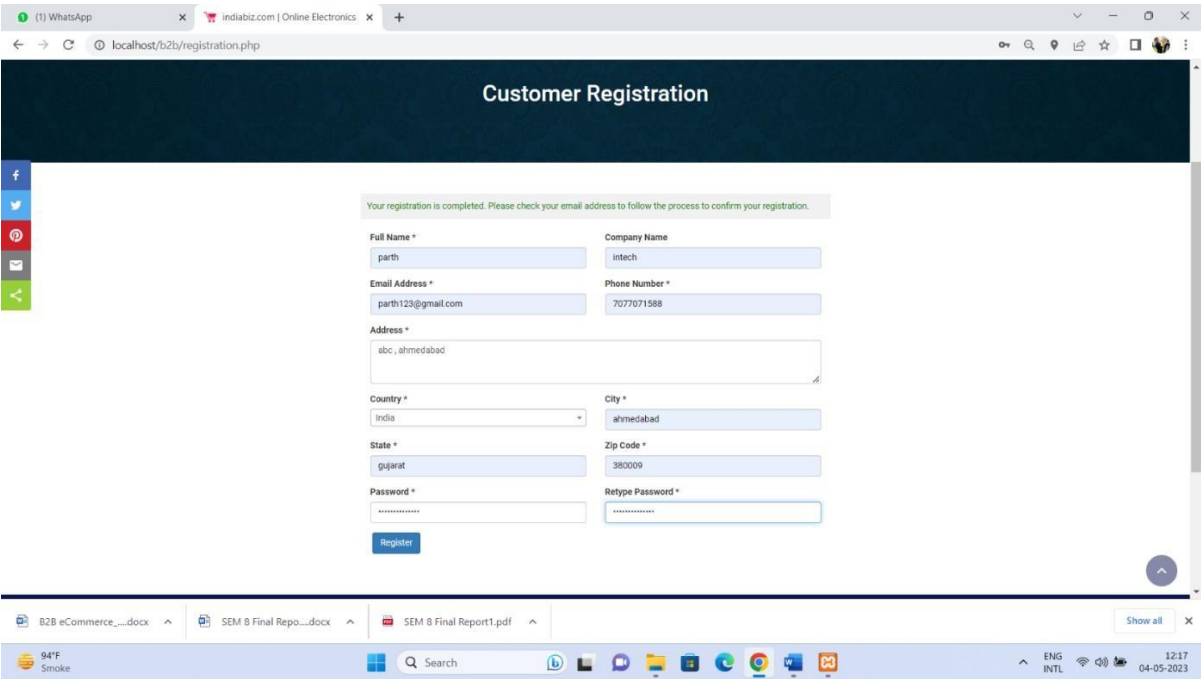 (1) WhatsApp
indiabiz.com | Online Electronics
localhost/b2b/registration.php
Customer Registration
Your registration is completed. Please check your email address to follow the process to confirm your registration.
Full Name * Company Name
parth intech
Email Address * Phone Number *
parth123@gmail.com 7077071588
Address *
abc , ahmedabad
Country * City *
India ahmedabad
State * Zip Code *
gujarat 380009
Password * Retype Password *
Register
B2B eCommerce_....docx SEM 8 Final Repo....docx SEM 8 Final Report1.pdf Show all
94°F
Smoke
Search
ENG
INTL
12:17
04-05-2023